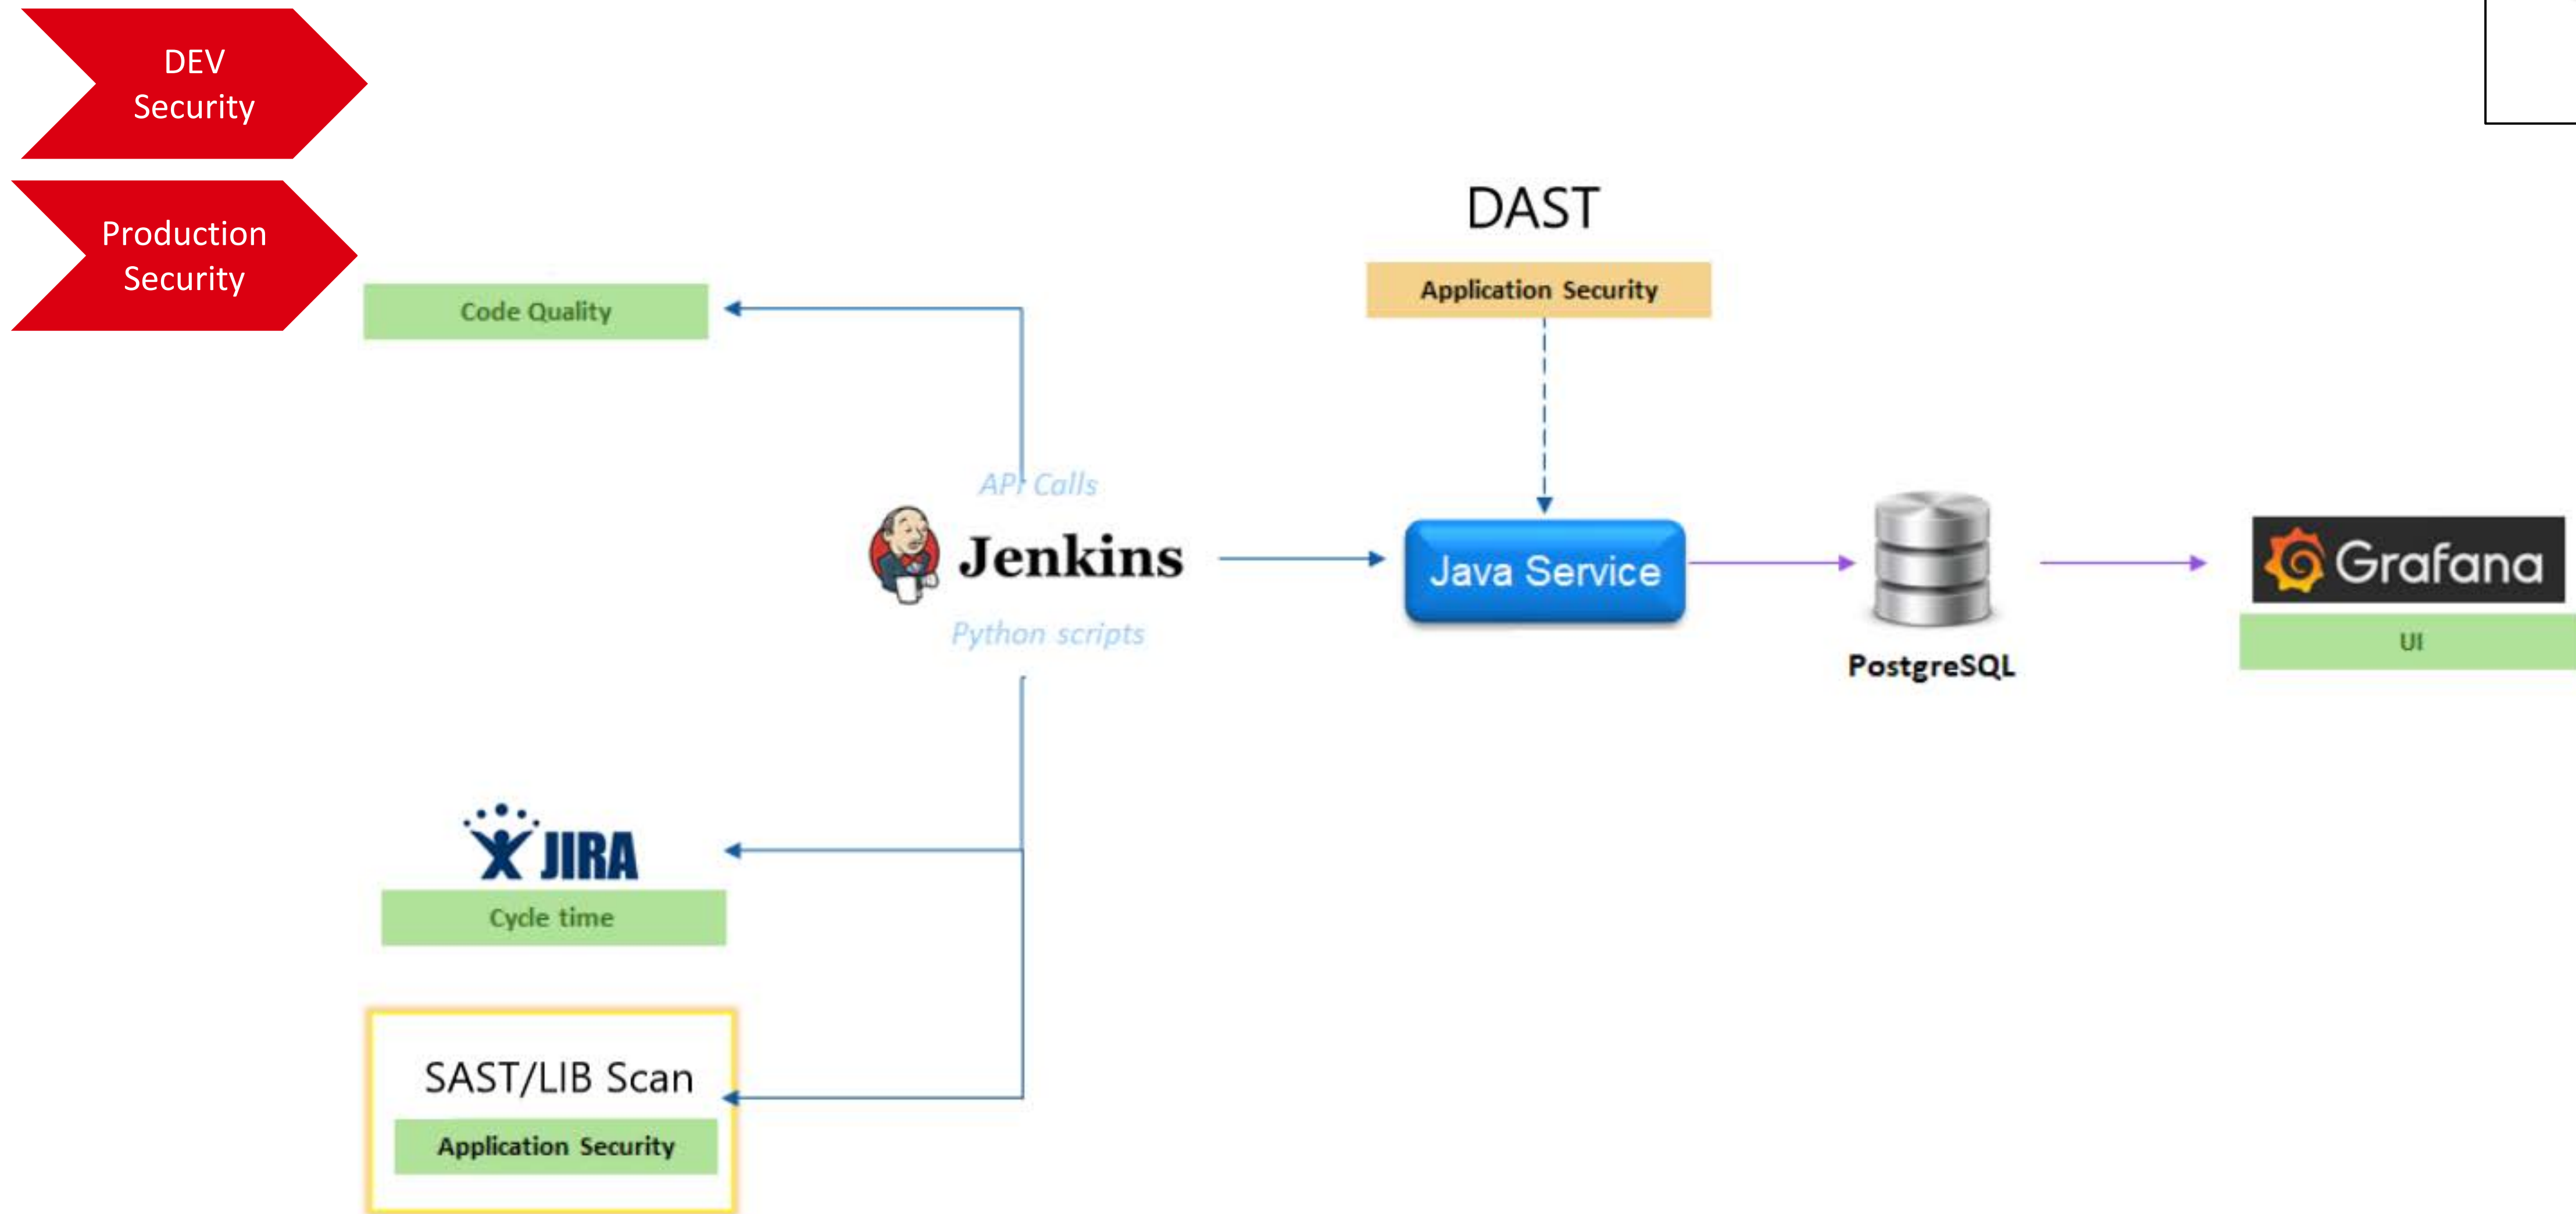 DEV
Security
Production
Security
DAST
Application Security
Code Quality
API Calls
Jenkins
Python scripts
Java Service
PostgreSQL
Grafana
UI
JIRA
Cycle time
SAST/LIB Scan
Application Security